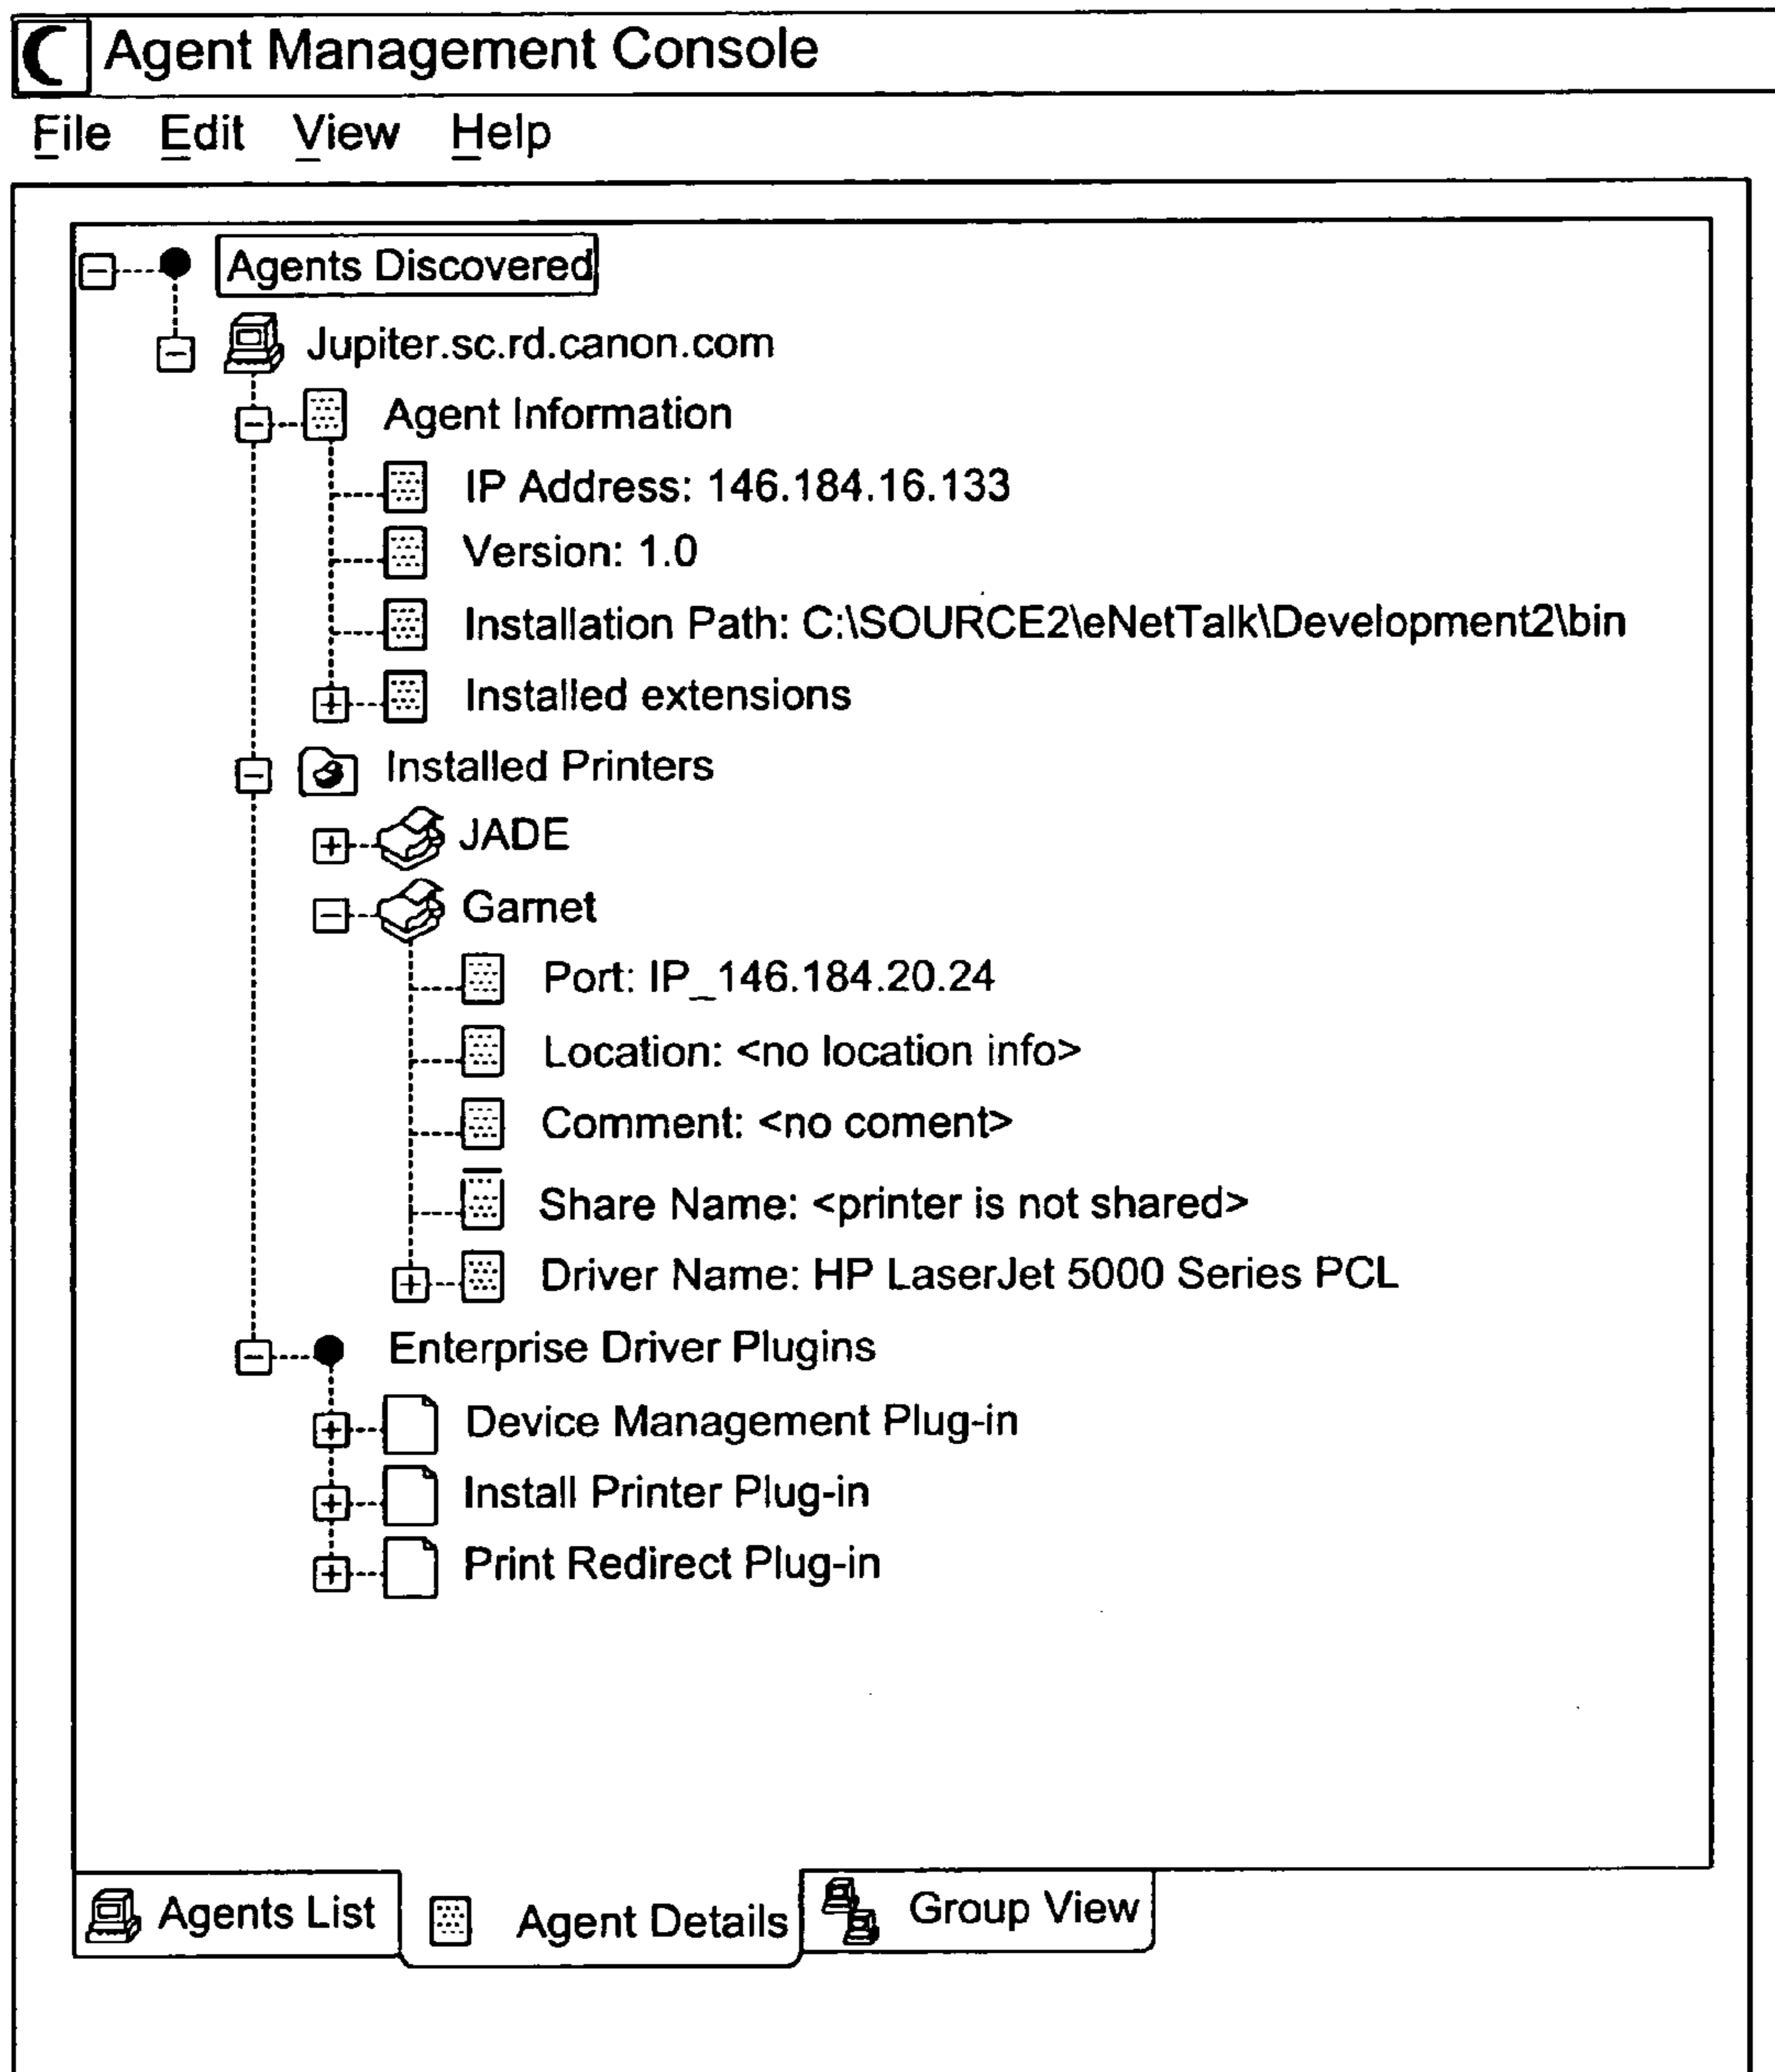 Agent Management Console
File Edit View Help
Agents Discovered
Jupiter.sc.rd.canon.com
Agent Information
IP Address: 146.184.16.133
Version: 1.0
Installation Path: C:\SOURCE2\eNetTalk\Development2\bin
Installed extensions
Installed Printers
JADE
Garnet
Port: IP_146.184.20.24
Location: <no location info>
Comment: <no coment>
Share Name: <printer is not shared>
Driver Name: HP LaserJet 5000 Series PCL
Enterprise Driver Plugins
Device Management Plug-in
Install Printer Plug-in
Print Redirect Plug-in
Agents List Agent Details Group View